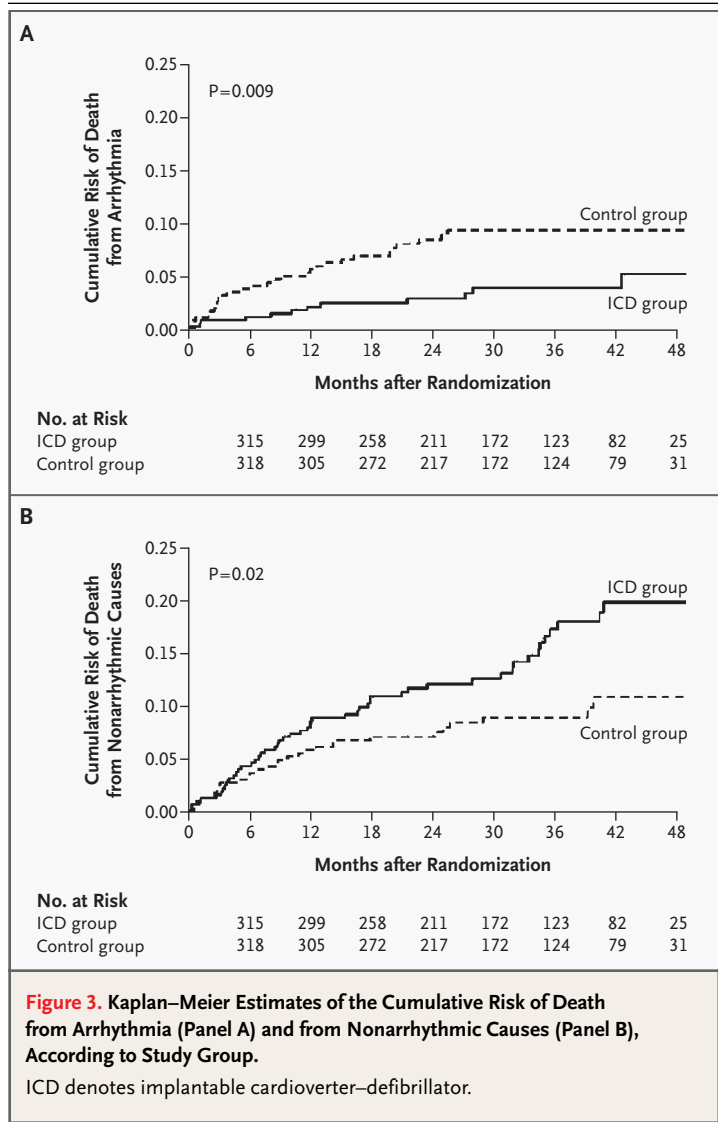 A
0.25
P=0.009
0.20
0.15
0.10
0.05
0.00
Cumulative Risk of Death
from Arrhythmia
Control group
ICD group
0 6 12 18 24 30 36 42 48
Months after Randomization
No. at Risk
ICD group 315 299 258 211 172 123 82 25
Control group 318 305 272 217 172 124 79 31
B
0.25
P=0.02
0.20
0.15
0.10
0.05
0.00
Cumulative Risk of Death
from Nonarrhythmic Causes
ICD group
Control group
0 6 12 18 24 30 36 42 48
Months after Randomization
No. at Risk
ICD group 315 299 258 211 172 123 82 25
Control group 318 305 272 217 172 124 79 31
Figure 3. Kaplan–Meier Estimates of the Cumulative Risk of Death
from Arrhythmia (Panel A) and from Nonarrhythmic Causes (Panel B),
According to Study Group.
ICD denotes implantable cardioverter–defibrillator.